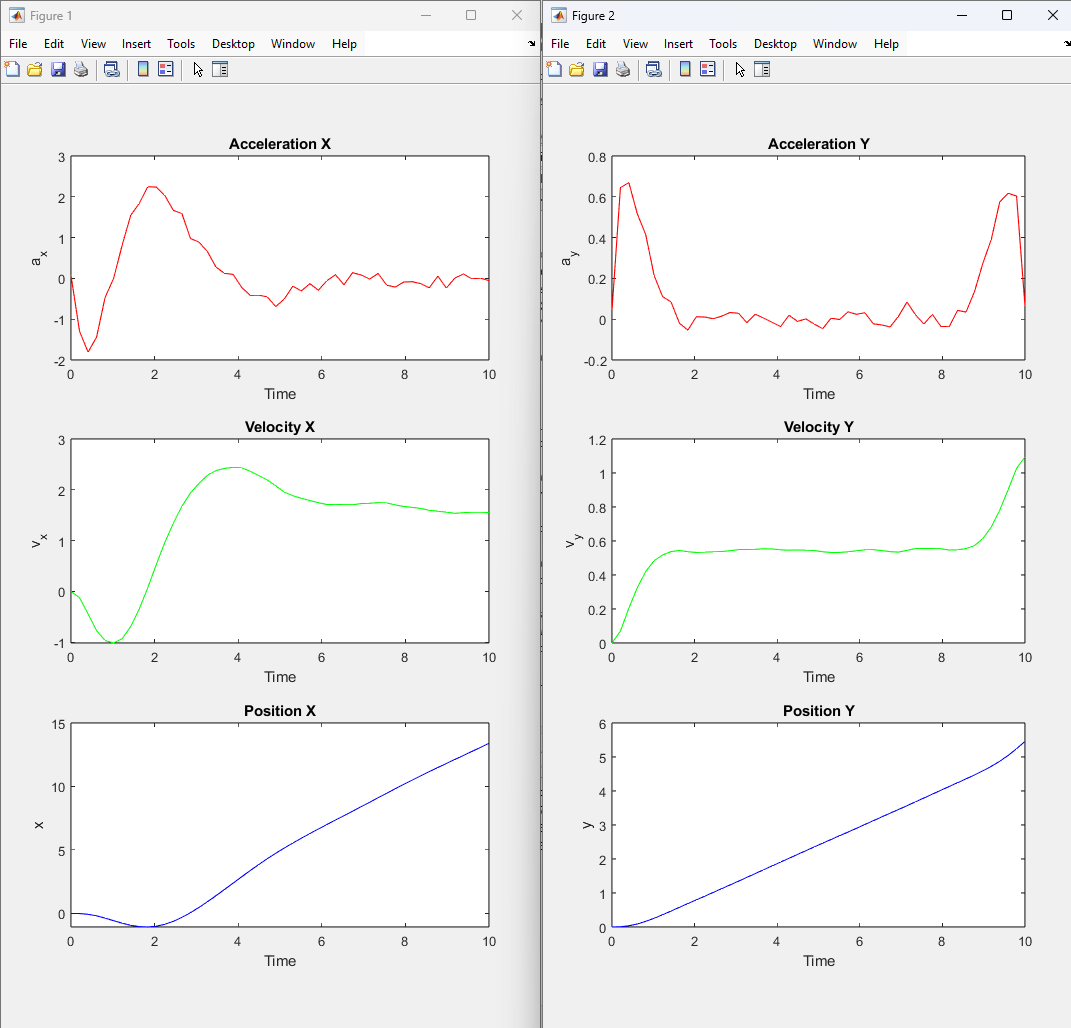 Figure 1
File Edit View Insert Tools Desktop Window Help
Acceleration X
3
2
1
0
-1
-2
a x
0 2 4 6 8 10
Time
Velocity X
3
2
1
0
-1
v x
0 2 4 6 8 10
Time
Position X
15
10
5
0
x
0 2 4 6 8 10
Time
Figure 2
File Edit View Insert Tools Desktop Window Help
Acceleration Y
0.8
0.6
0.4
0.2
0
-0.2
a y
0 2 4 6 8 10
Time
Velocity Y
1.2
1
0.8
0.6
0.4
0.2
0
v y
0 2 4 6 8 10
Time
Position Y
6
5
4
3
2
1
0
y
0 2 4 6 8 10
Time